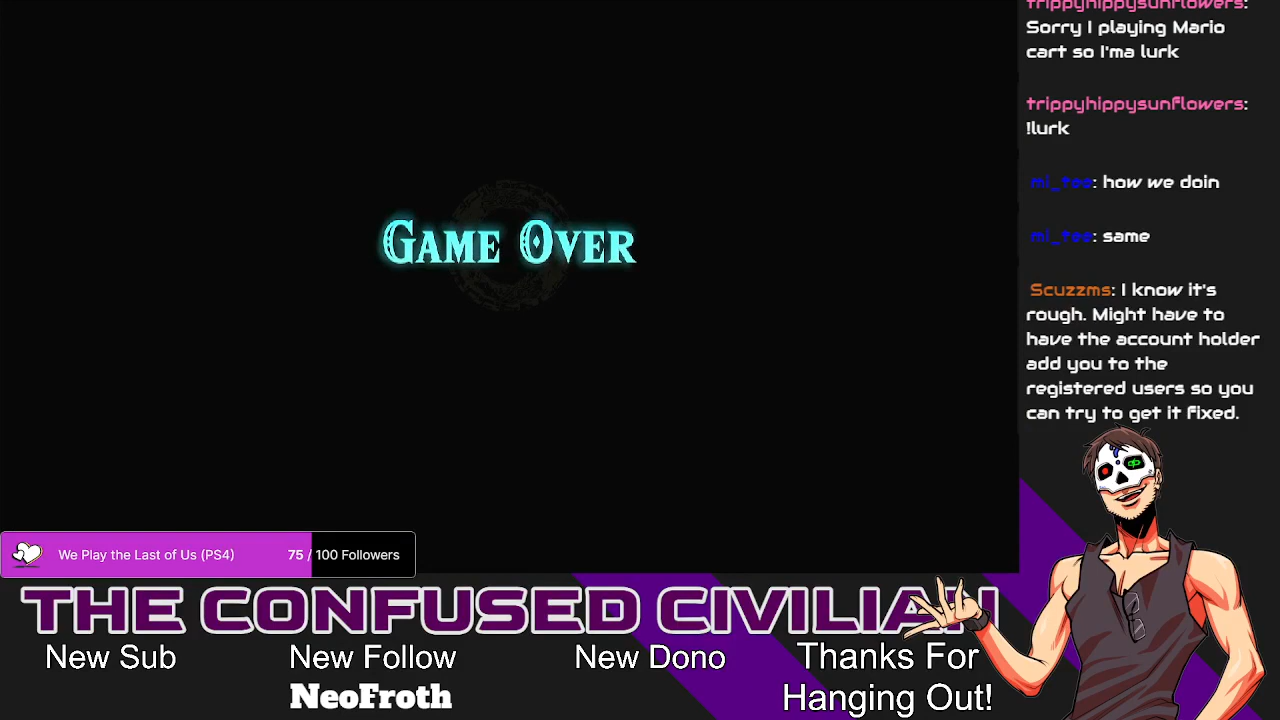 trippyhippysunflowers:
Sorry I playing Mario
cart so I'ma lurk
trippyhippysunflowers:
!lurk
mi_too: how we doin
mi_too: same
Scuzzms: I know it's
rough. Might have to
have the account holder
add you to the
registered users so you
can try to get it fixed.
Game Over
We Play the Last of Us (PS4) 75 / 100 Followers
THE CONFUSED CIVILIAN
New Sub
New Follow
NeoFroth
New Dono
Thanks For
Hanging Out!